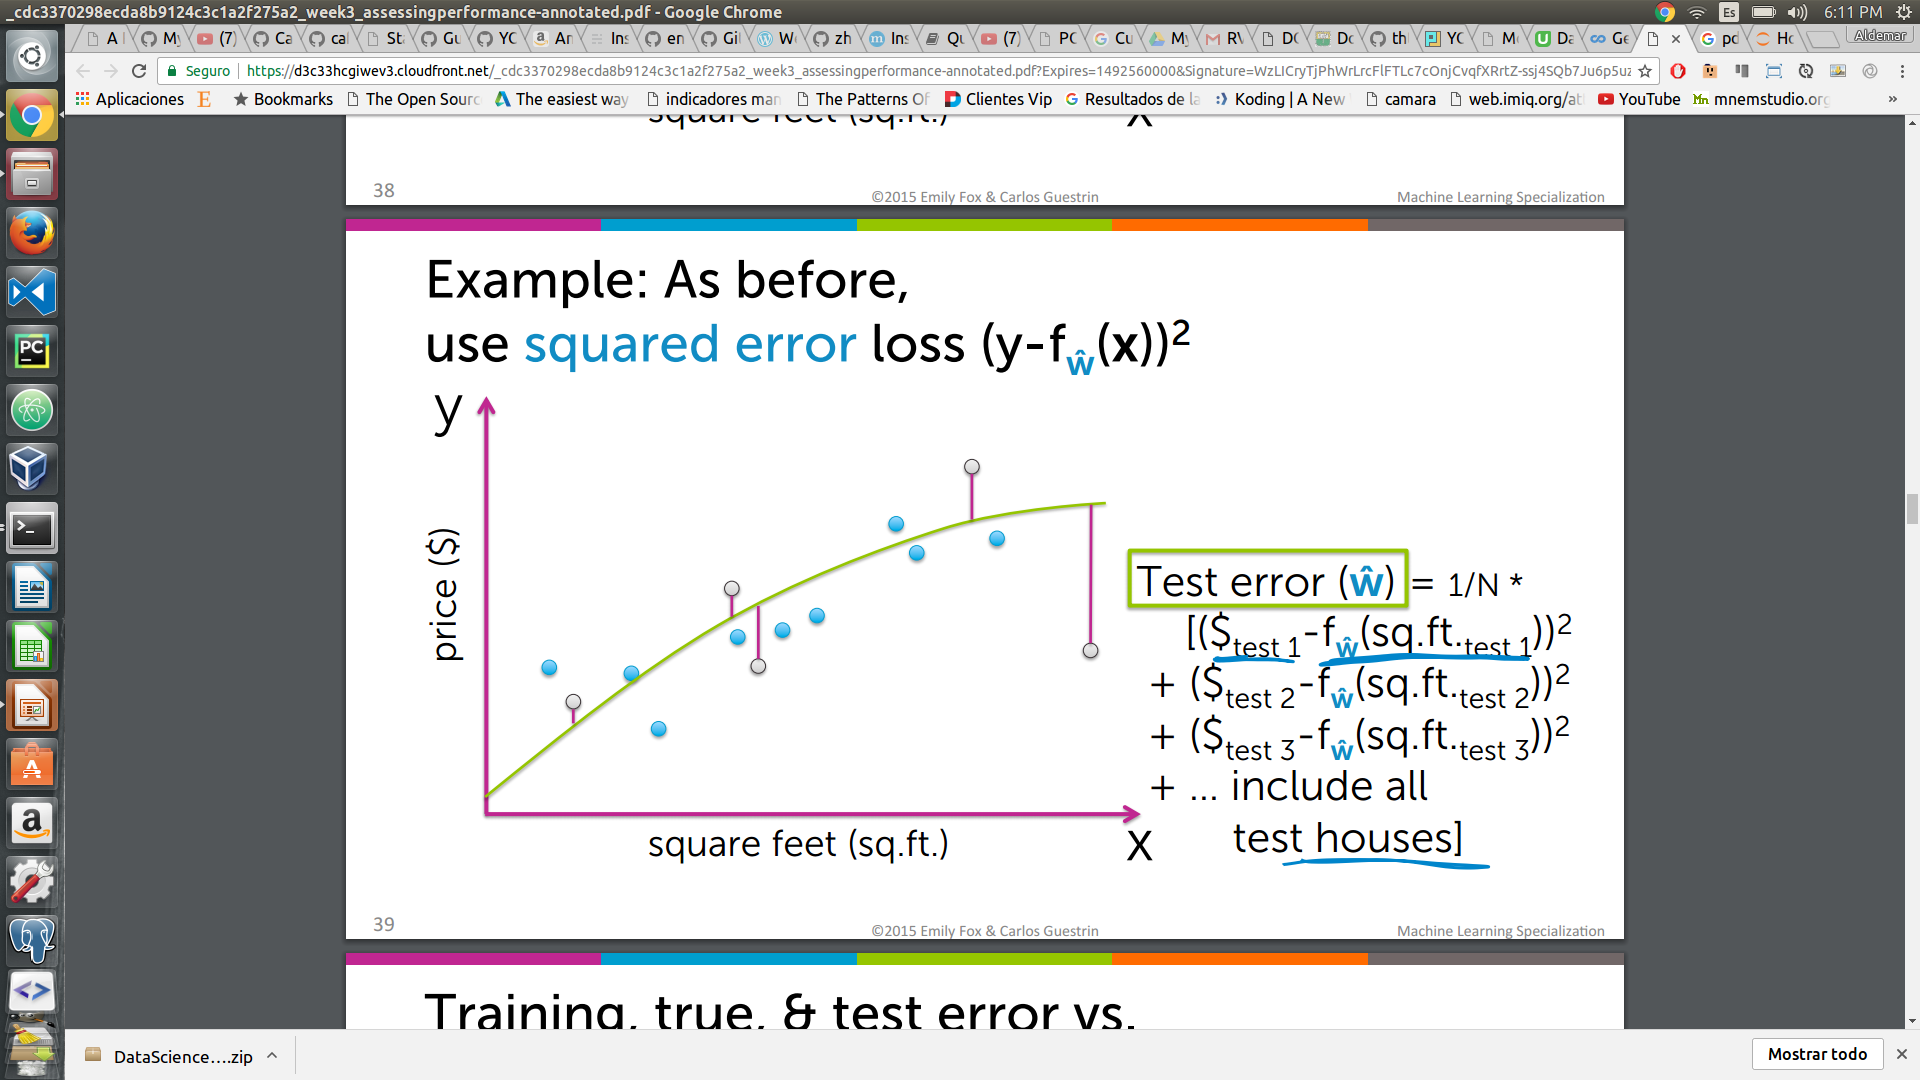 _cdc3370298ecda8b9124c3c1a2f275a2_week3_assessingperformance-annotated.pdf - Google Chrome
Es
6:11 PM
Aldemar
Seguro
https://d3c33hcgiwev3.cloudfront.net/_cdc3370298ecda8b9124c3c1a2f275a2_week3_assessingperformance-annotated.pdf?Expires=1492560000&Signature=
Aplicaciones
Bookmarks
The Open Sourc
The easiest way
indicadores man
The Patterns Of
Clientes Vip
Resultados de la
Koding | A New
camara
web.imiq.org/at
YouTube
mnemstudio.org
»
square feet (sq.ft.)
x
38
©2015 Emily Fox & Carlos Guestrin
Machine Learning Specialization
Example: As before,
use squared error loss (y-fŵ(x))²
y
price ($)
square feet (sq.ft.)
x
Test error (ŵ) = 1/N *
[($test 1-fŵ(sq.ft.test 1))²
+ ($test 2-fŵ(sq.ft.test 2))²
+ ($test 3-fŵ(sq.ft.test 3))²
+ … include all
test houses]
39
©2015 Emily Fox & Carlos Guestrin
Machine Learning Specialization
Training, true, & test error vs.
DataScience….zip
Mostrar todo